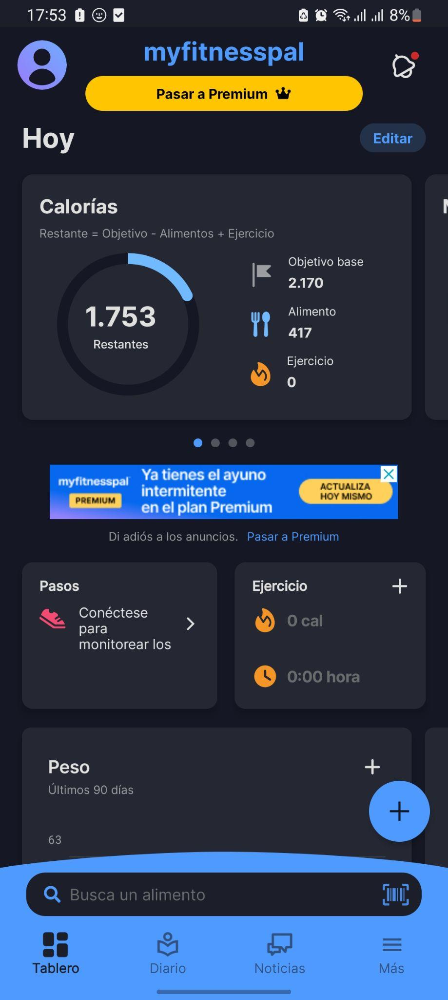 17:53 8%
myfitnesspal
Pasar a Premium
Hoy
Editar
Calorías
Restante = Objetivo - Alimentos + Ejercicio
Objetivo base
2.170
1.753
Restantes
Alimento
417
Ejercicio
0
myfitnesspal
PREMIUM
Ya tienes el ayuno
intermitente
en el plan Premium
ACTUALIZA
HOY MISMO
Di adiós a los anuncios. Pasar a Premium
Pasos
Conéctese
para
monitorear los
Ejercicio
0 cal
0:00 hora
Peso
Últimos 90 días
63
Busca un alimento
Tablero
Diario
Noticias
Más